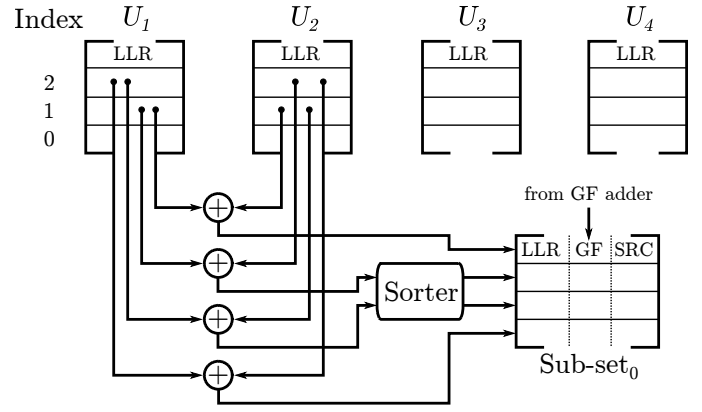 Index U1 U2 U3 U4
LLR LLR LLR LLR
2
1
0
+
from GF adder
+
LLR GF SRC
Sorter
+
Sub-set0
+